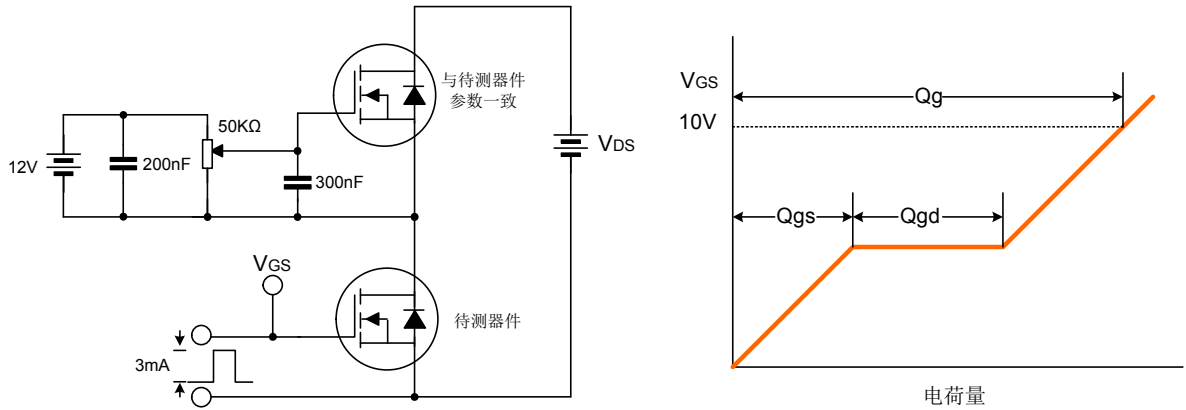 与待测器件
参数一致
50KΩ
12V
200nF
300nF
VDS
VGS
待测器件
3mA
VGS
10V
Qg
Qgs
Qgd
电荷量